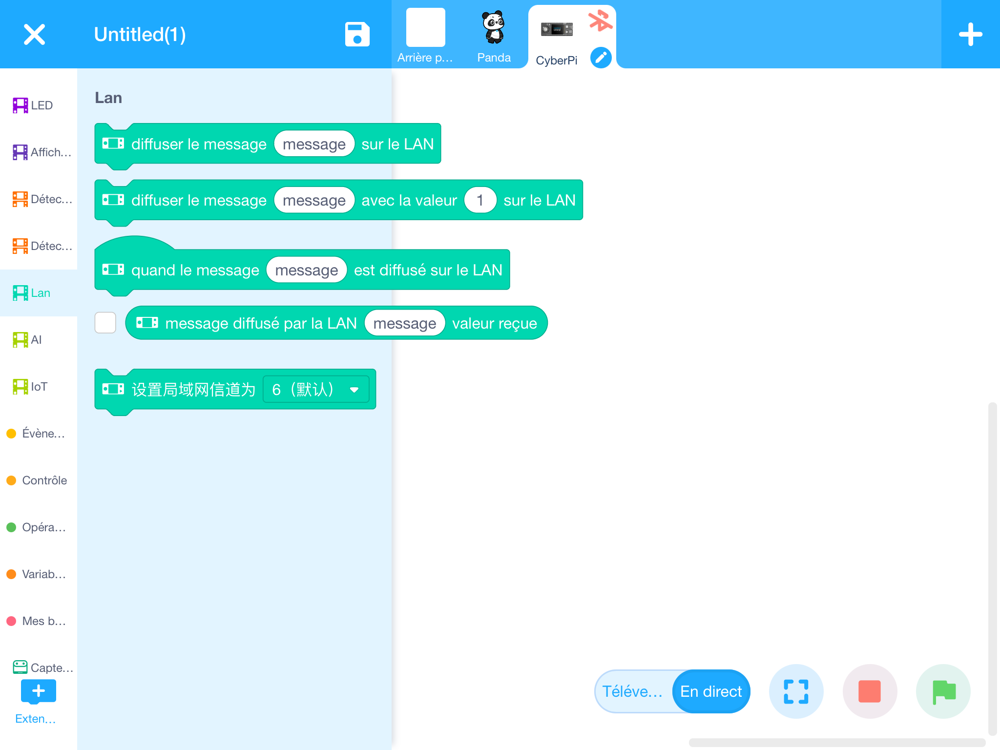 Untitled(1)
Arrière p...
Panda
CyberPi
LED
Affich...
Détec...
Détec...
Lan
AI
IoT
Évène...
Contrôle
Opéra...
Variab...
Mes b...
Capte...
Exten...
Lan
diffuser le message message sur le LAN
diffuser le message message avec la valeur 1 sur le LAN
quand le message message est diffusé sur le LAN
message diffusé par la LAN message valeur reçue
设置局域网信道为 6（默认）
Téléve...
En direct